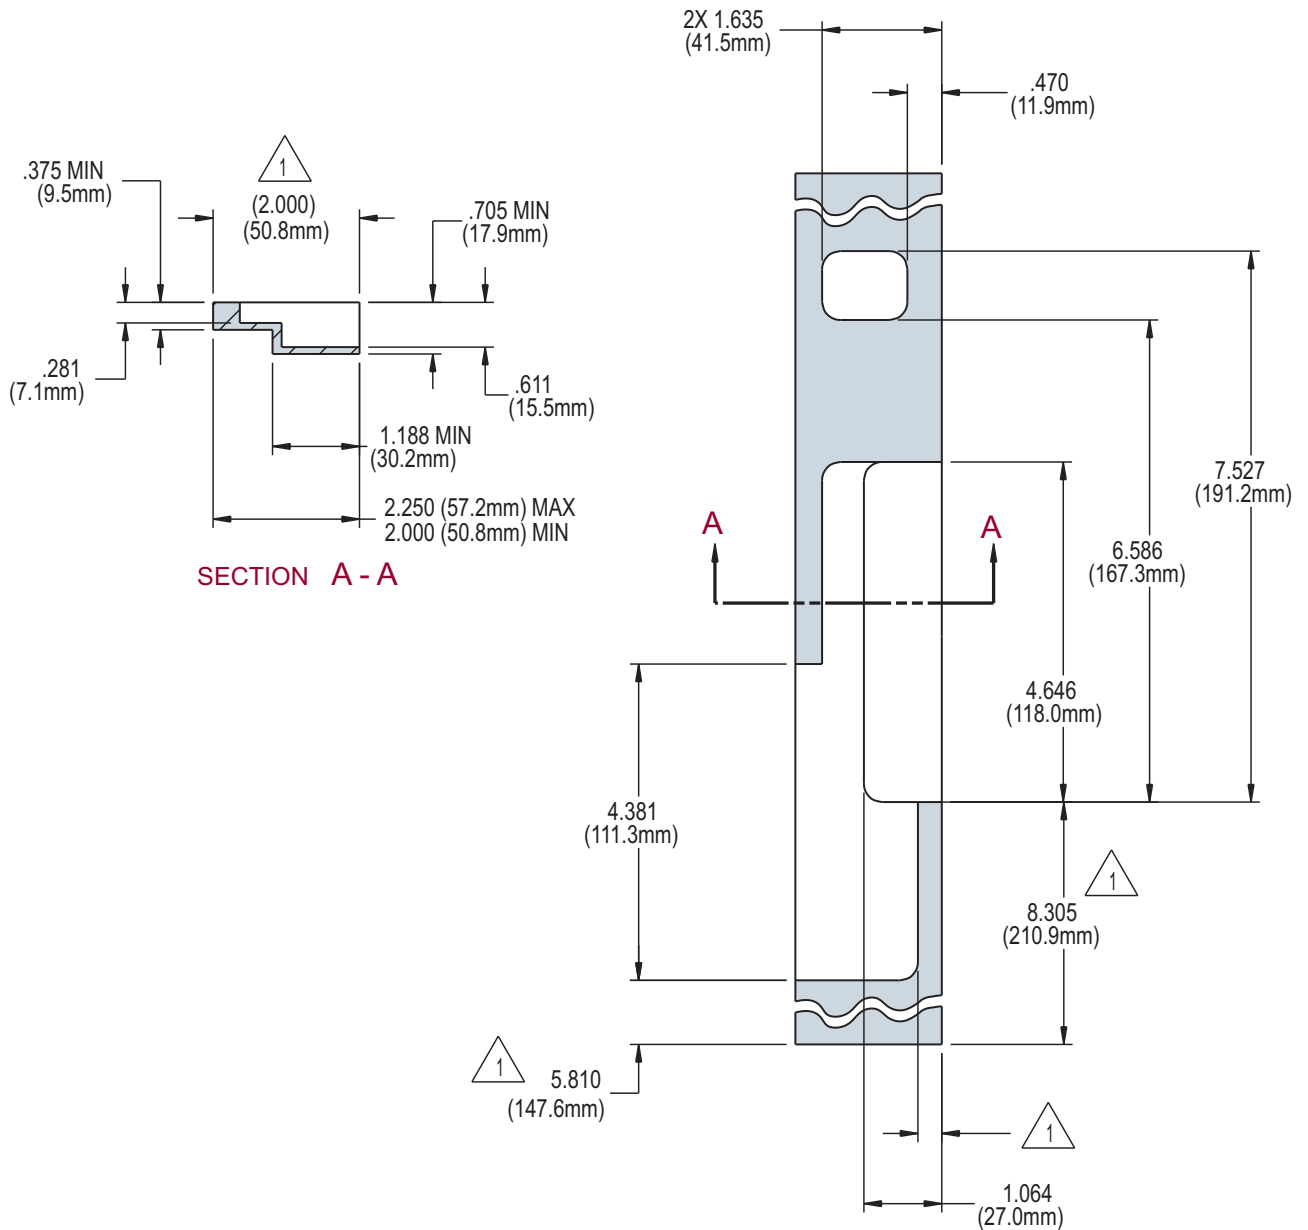 2X 1.635
(41.5mm)
.470
(11.9mm)
1
.375 MIN
(9.5mm)
(2.000)
(50.8mm)
.705 MIN
(17.9mm)
.281
(7.1mm)
.611
(15.5mm)
1.188 MIN
(30.2mm)
2.250 (57.2mm) MAX
2.000 (50.8mm) MIN
SECTION A - A
A
A
7.527
(191.2mm)
6.586
(167.3mm)
4.646
(118.0mm)
4.381
(111.3mm)
1
8.305
(210.9mm)
1
5.810
(147.6mm)
1
1.064
(27.0mm)